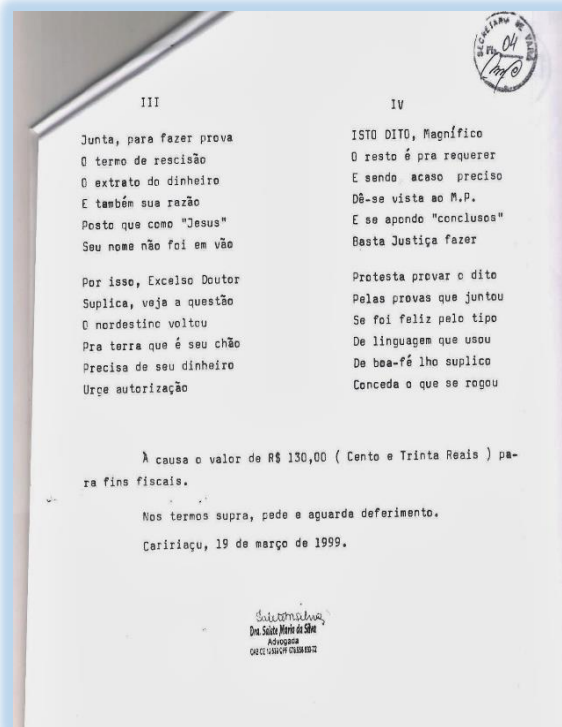 SECRETARIA DE VARA
Fls. 04
III
Junta, para fazer prova
O termo de rescisão
O extrato do dinheiro
E também sua razão
Posto que como "Jesus"
Seu nome não foi em vão
Por isso, Excelso Doutor
Suplica, veja a questão
O nordestino voltou
Pra terra que é seu chão
Precisa de seu dinheiro
Urge autorização
IV
ISTO DITO, Magnífico
O resto é pra requerer
E sendo acaso preciso
Dê-se vista ao M.P.
E se apondo "conclusos"
Basta Justiça fazer
Protesta provar o dito
Pelas provas que juntou
Se foi feliz pelo tipo
De linguagem que usou
De boa-fé lho suplico
Conceda o que se rogou
À causa o valor de R$ 130,00 ( Cento e Trinta Reais ) pa-
ra fins fiscais.
Nos termos supra, pede e aguarda deferimento.
Caririaçu, 19 de março de 1999.
Dra. Salete Maria da Silva
Advogada